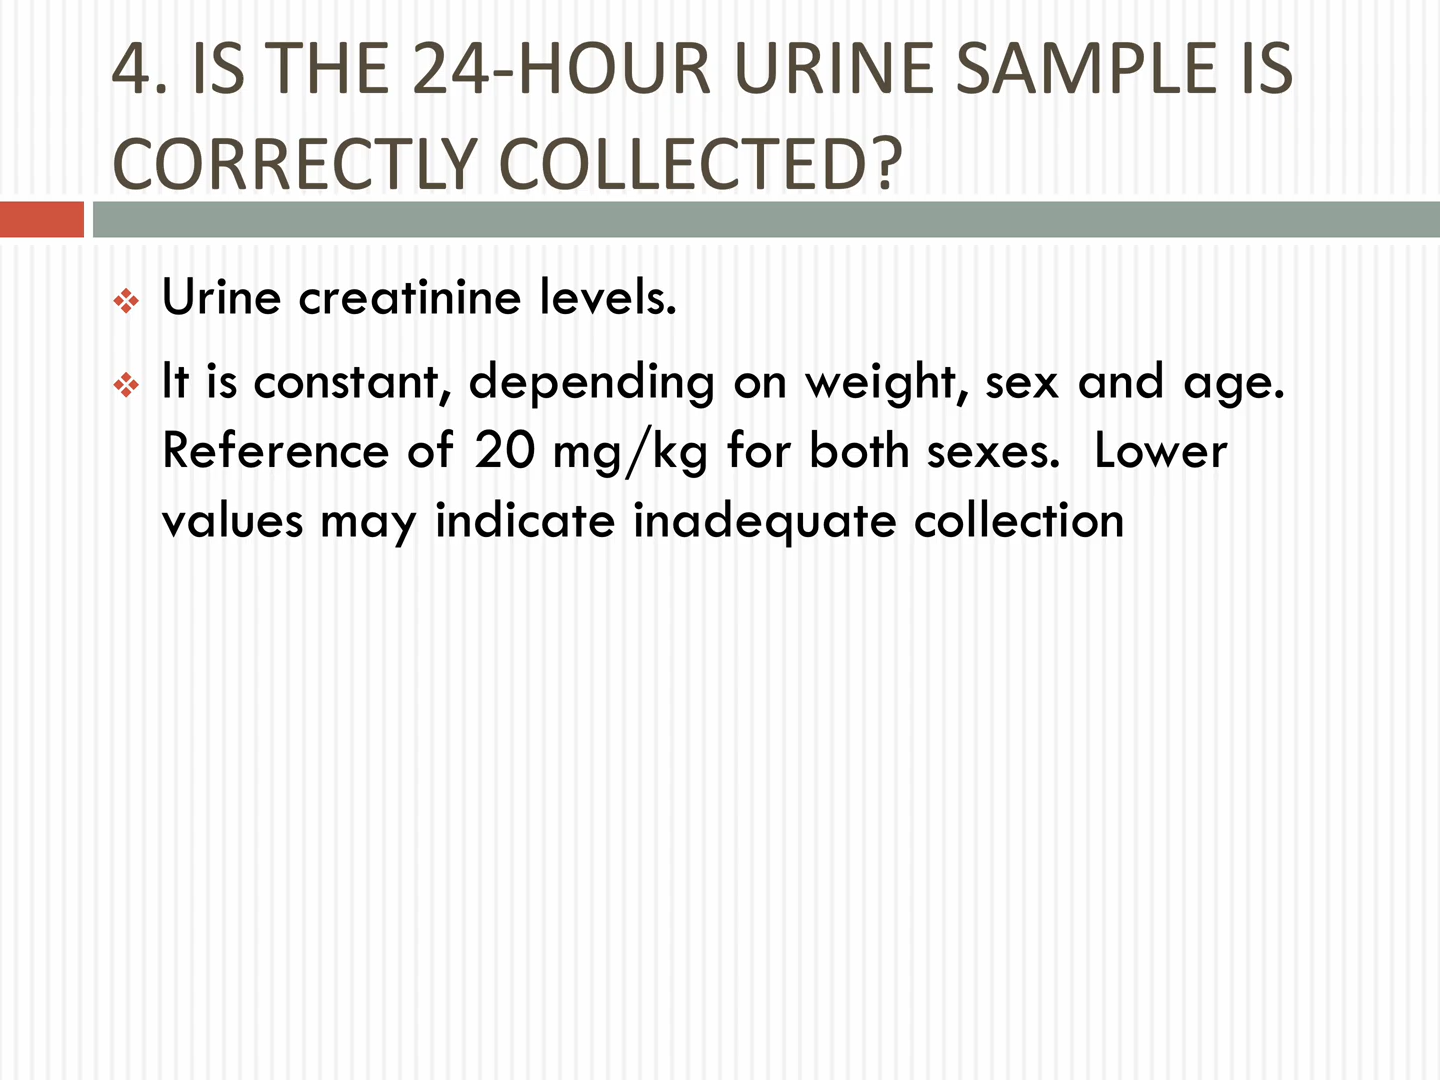 4. IS THE 24-HOUR URINE SAMPLE IS
CORRECTLY COLLECTED?
Urine creatinine levels.
It is constant, depending on weight, sex and age.
Reference of 20 mg/kg for both sexes.  Lower
values may indicate inadequate collection